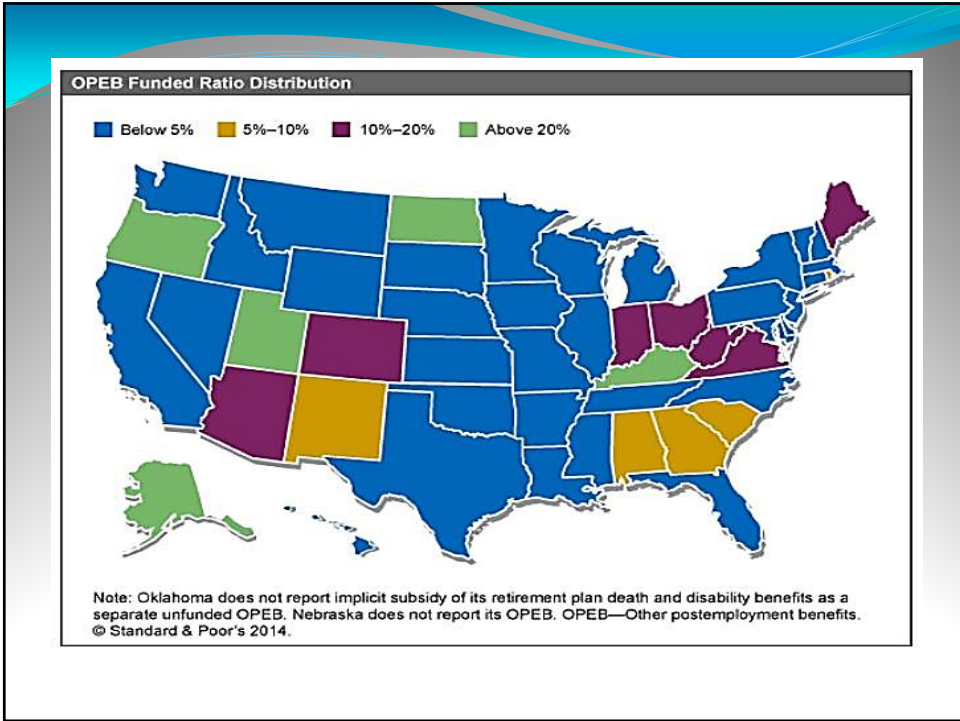 OPEB Funded Ratio Distribution
Below 5% 5%–10% 10%–20% Above 20%
Note: Oklahoma does not report implicit subsidy of its retirement plan death and disability benefits as a
separate unfunded OPEB. Nebraska does not report its OPEB. OPEB—Other postemployment benefits.
© Standard & Poor's 2014.